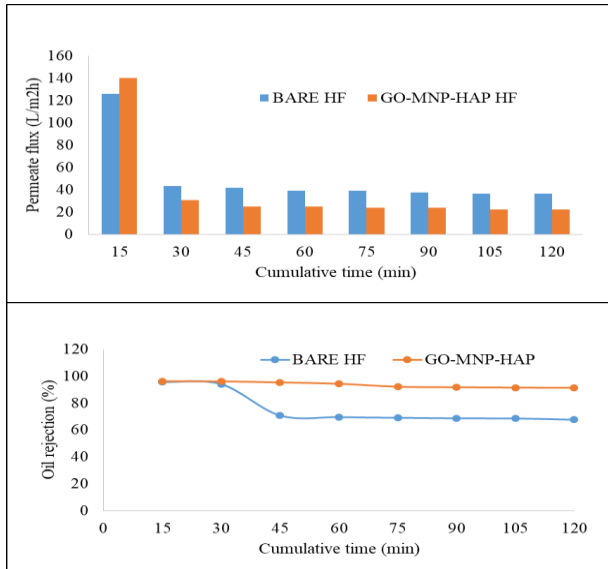 160
140
120
100
80
60
40
20
0
Permeate flux (L/m2h)
BARE HF GO-MNP-HAP HF
15 30 45 60 75 90 105 120
Cumulative time (min)
120
100
80
60
40
20
0
Oil rejection (%)
BARE HF GO-MNP-HAP
0 15 30 45 60 75 90 105 120
Cumulative time (min)